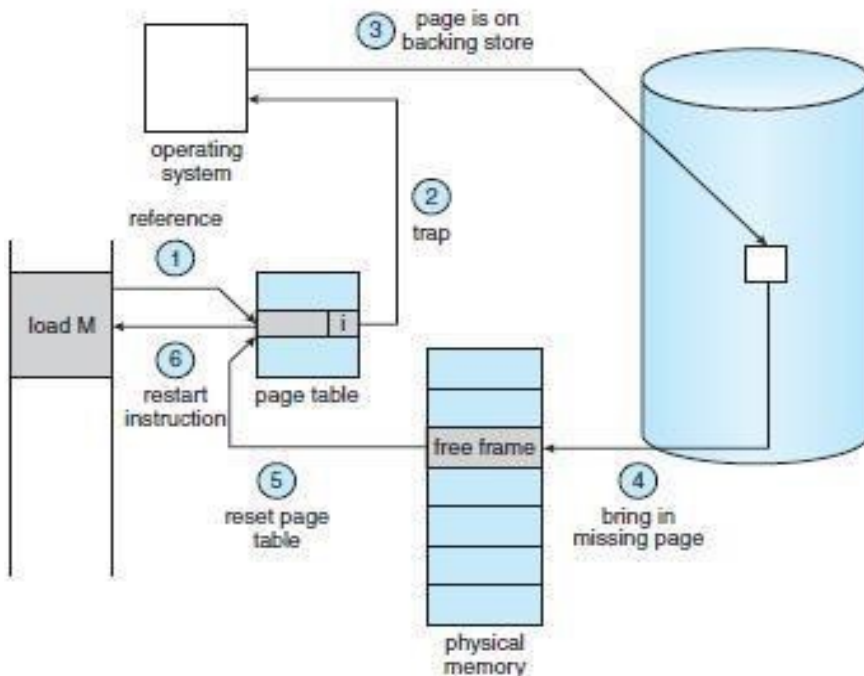 3
page is on
backing store
operating
system
2
trap
reference
1
load M
i
6
restart
instruction
page table
free frame
5
reset page
table
4
bring in
missing page
physical
memory